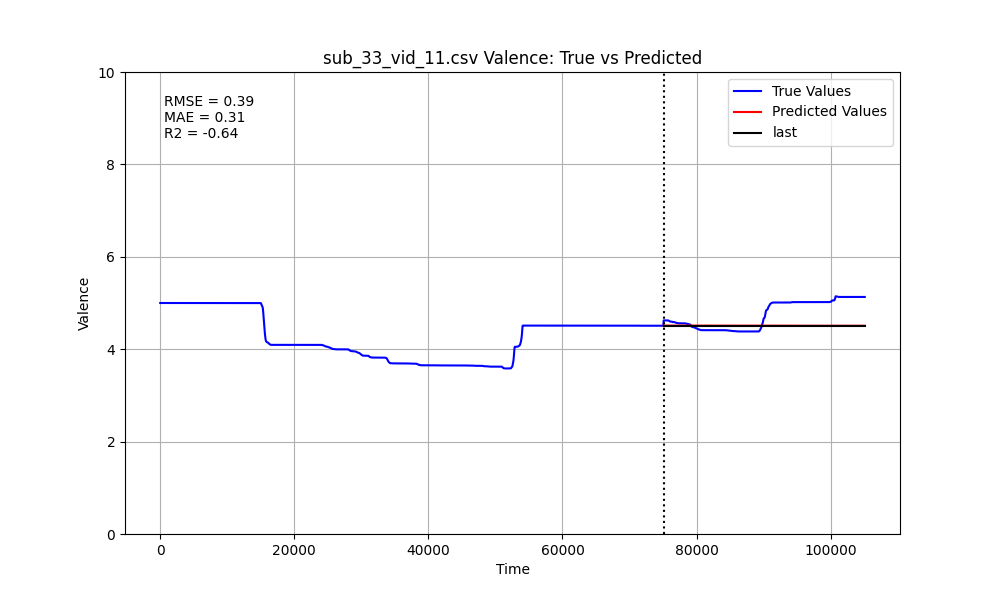 sub_33_vid_11.csv Valence: True vs Predicted
RMSE = 0.39
MAE = 0.31
R2 = -0.64
True Values
Predicted Values
last
Valence
10
8
6
4
2
0
0 20000 40000 60000 80000 100000
Time